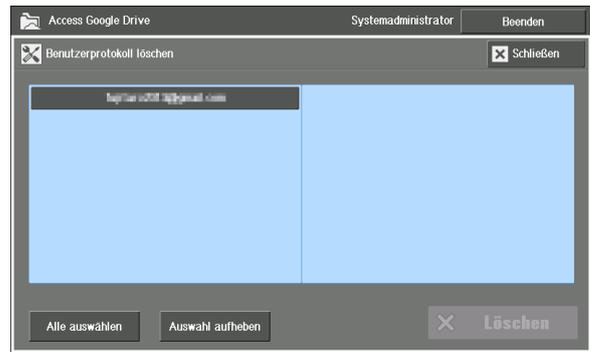 Access Google Drive Systemadministrator Beenden
Benutzerprotokoll löschen Schließen
Alle auswählen Auswahl aufheben Löschen